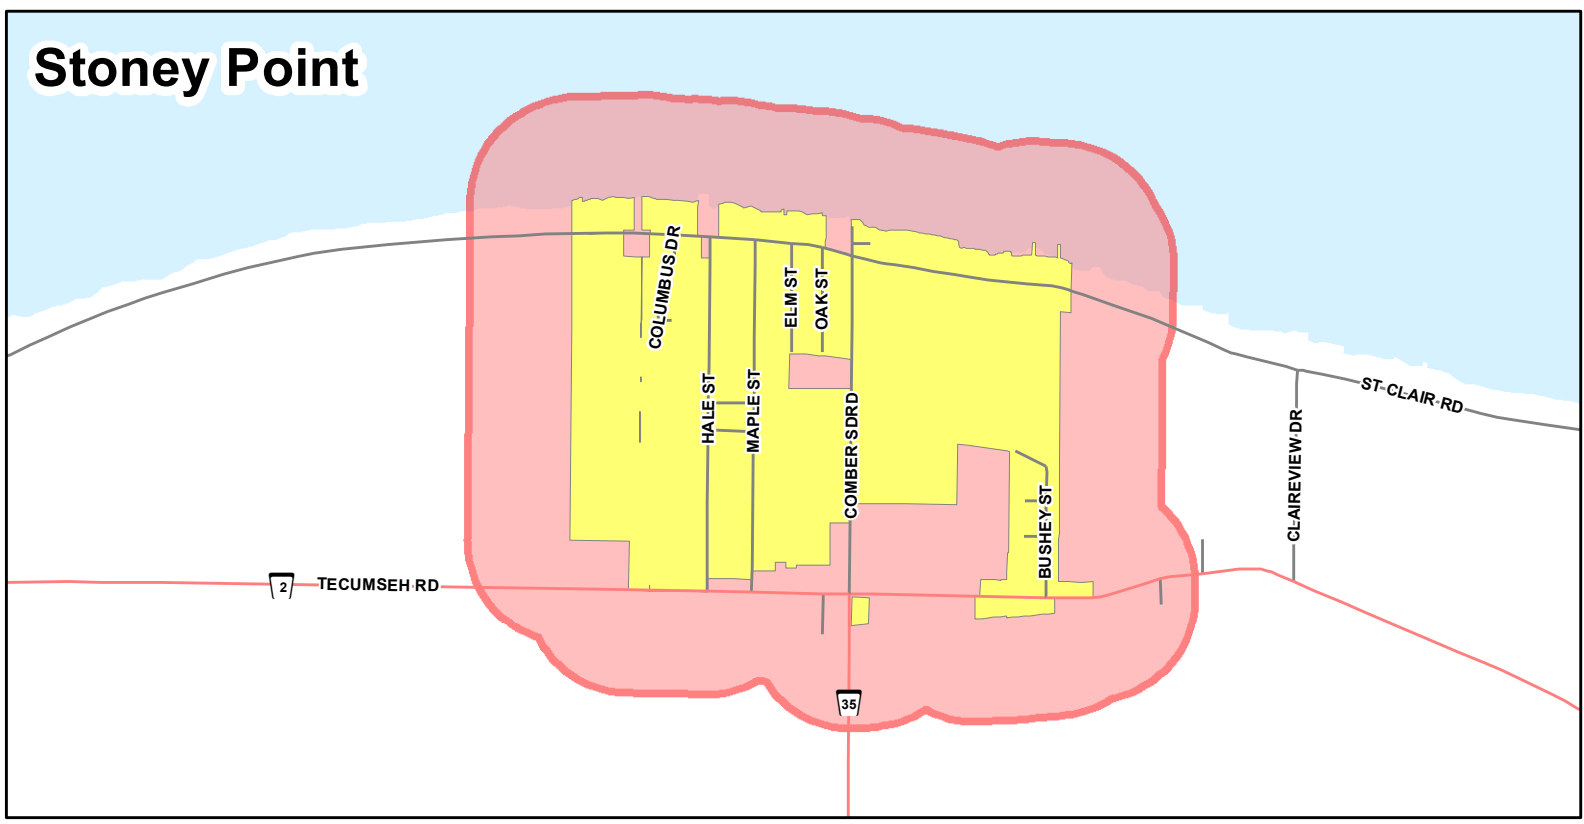 Stoney Point
COLUMBUS DR
ELM ST
OAK ST
HALE ST
MAPLE ST
COMBER SDRD
ST CLAIR RD
CLAIREVIEW DR
BUSHEY ST
2
TECUMSEH RD
35